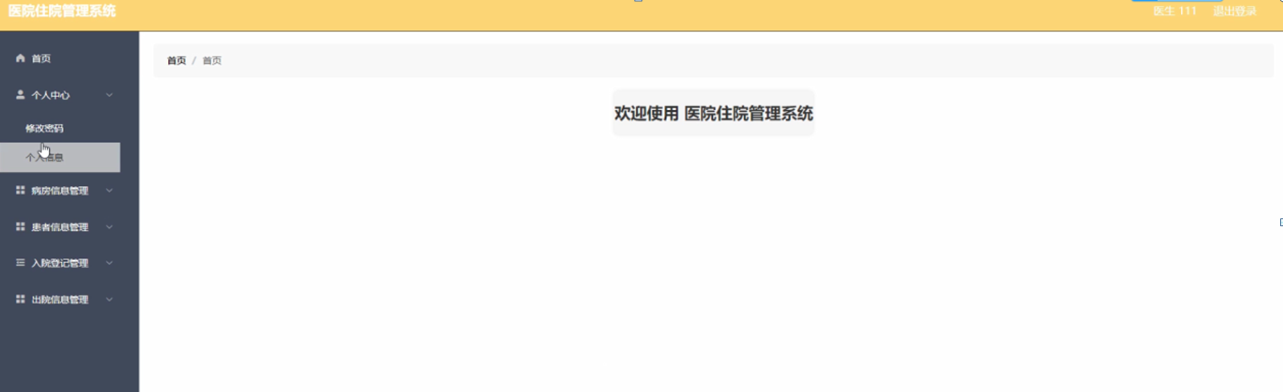 医院住院管理系统
医生 111 退出登录
首页
个人中心
修改密码
个人信息
病房信息管理
患者信息管理
入院登记管理
出院信息管理
首页 / 首页
欢迎使用 医院住院管理系统